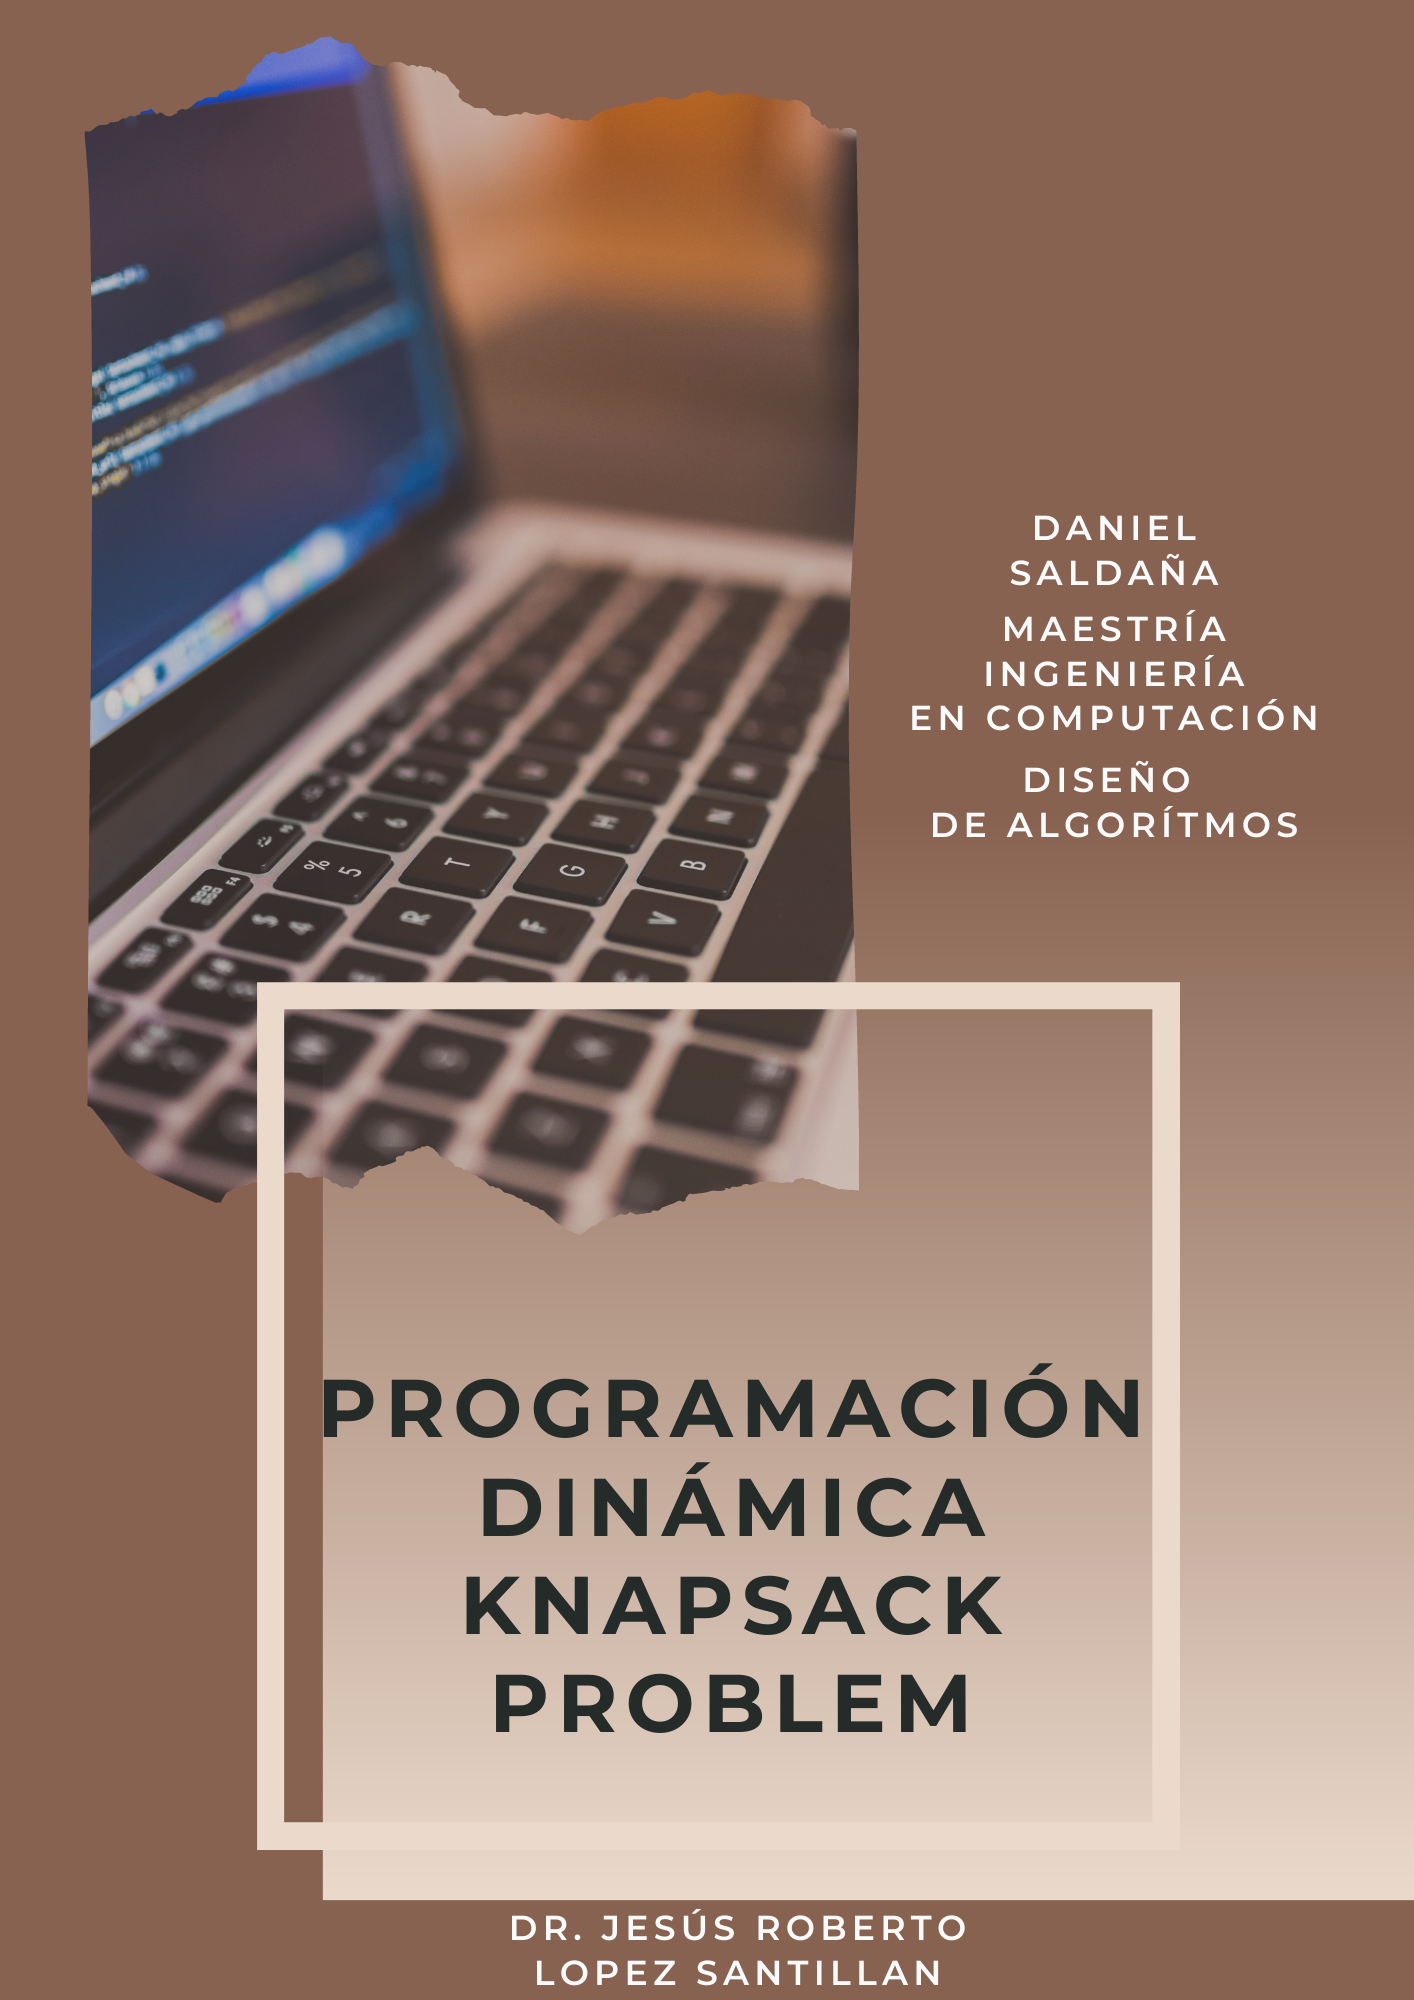 DANIEL
SALDAÑA
MAESTRÍA
INGENIERÍA
EN COMPUTACIÓN
DISEÑO
DE ALGORÍTMOS
PROGRAMACIÓN
DINÁMICA
KNAPSACK
PROBLEM
DR. JESÚS ROBERTO
LOPEZ SANTILLAN